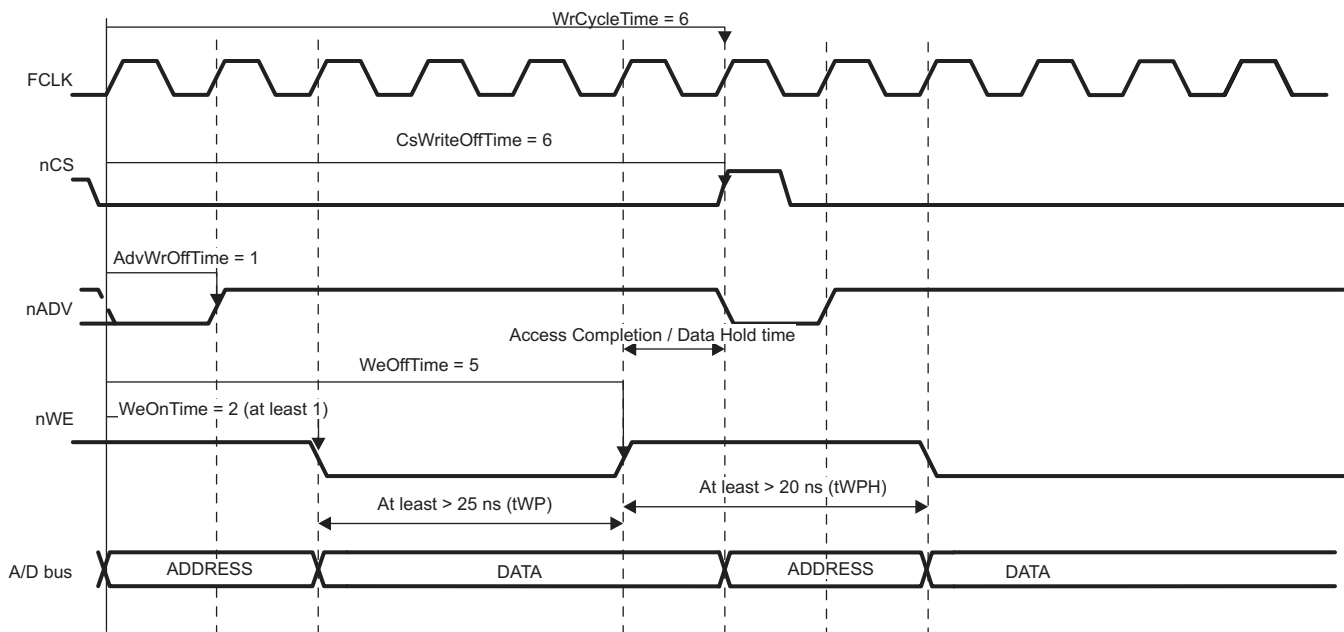 WrCycleTime = 6
FCLK
CsWriteOffTime = 6
nCS
AdvWrOffTime = 1
nADV
Access Completion / Data Hold time
WeOffTime = 5
WeOnTime = 2 (at least 1)
nWE
At least > 25 ns (tWP)
At least > 20 ns (tWPH)
A/D bus
ADDRESS
DATA
ADDRESS
DATA